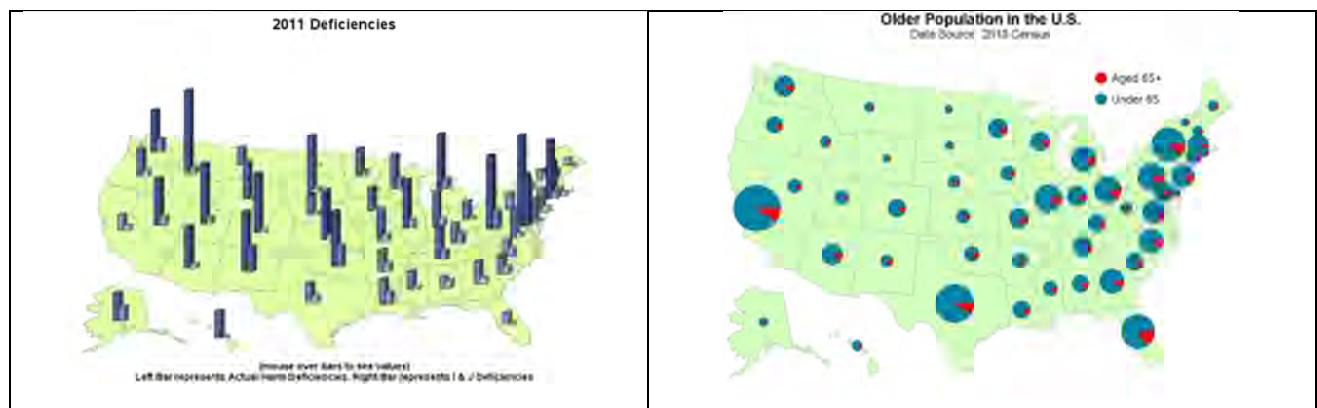 2011 Deficiencies
(mouse over bars to see values)
Left Bar represents Actual Harm Deficiencies, Right Bar represents I & J Deficiencies
Older Population in the U.S.
Data Source 2010 Census
Aged 65+
Under 65